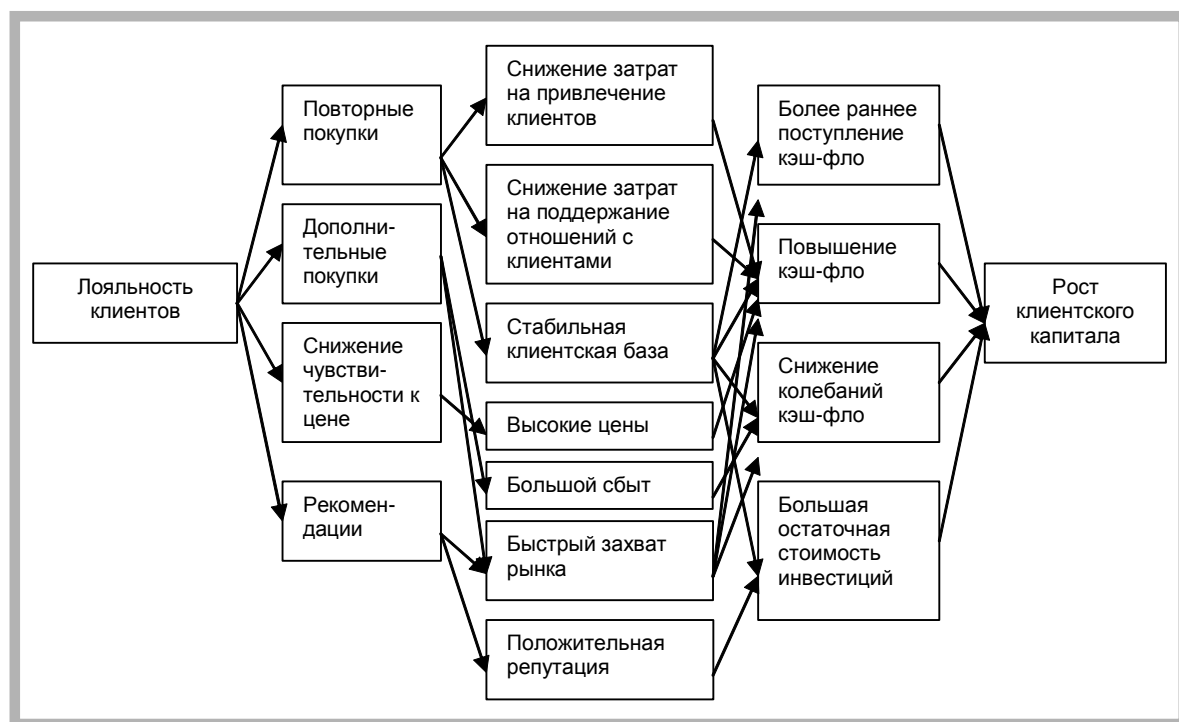 Лояльность
клиентов
Повторные
покупки
Дополни-
тельные
покупки
Снижение
чувстви-
тельности к
цене
Рекомен-
дации
Снижение затрат
на привлечение
клиентов
Снижение затрат
на поддержание
отношений с
клиентами
Стабильная
клиентская база
Высокие цены
Большой сбыт
Быстрый захват
рынка
Положительная
репутация
Более раннее
поступление
кэш-фло
Повышение
кэш-фло
Снижение
колебаний
кэш-фло
Большая
остаточная
стоимость
инвестиций
Рост
клиентского
капитала